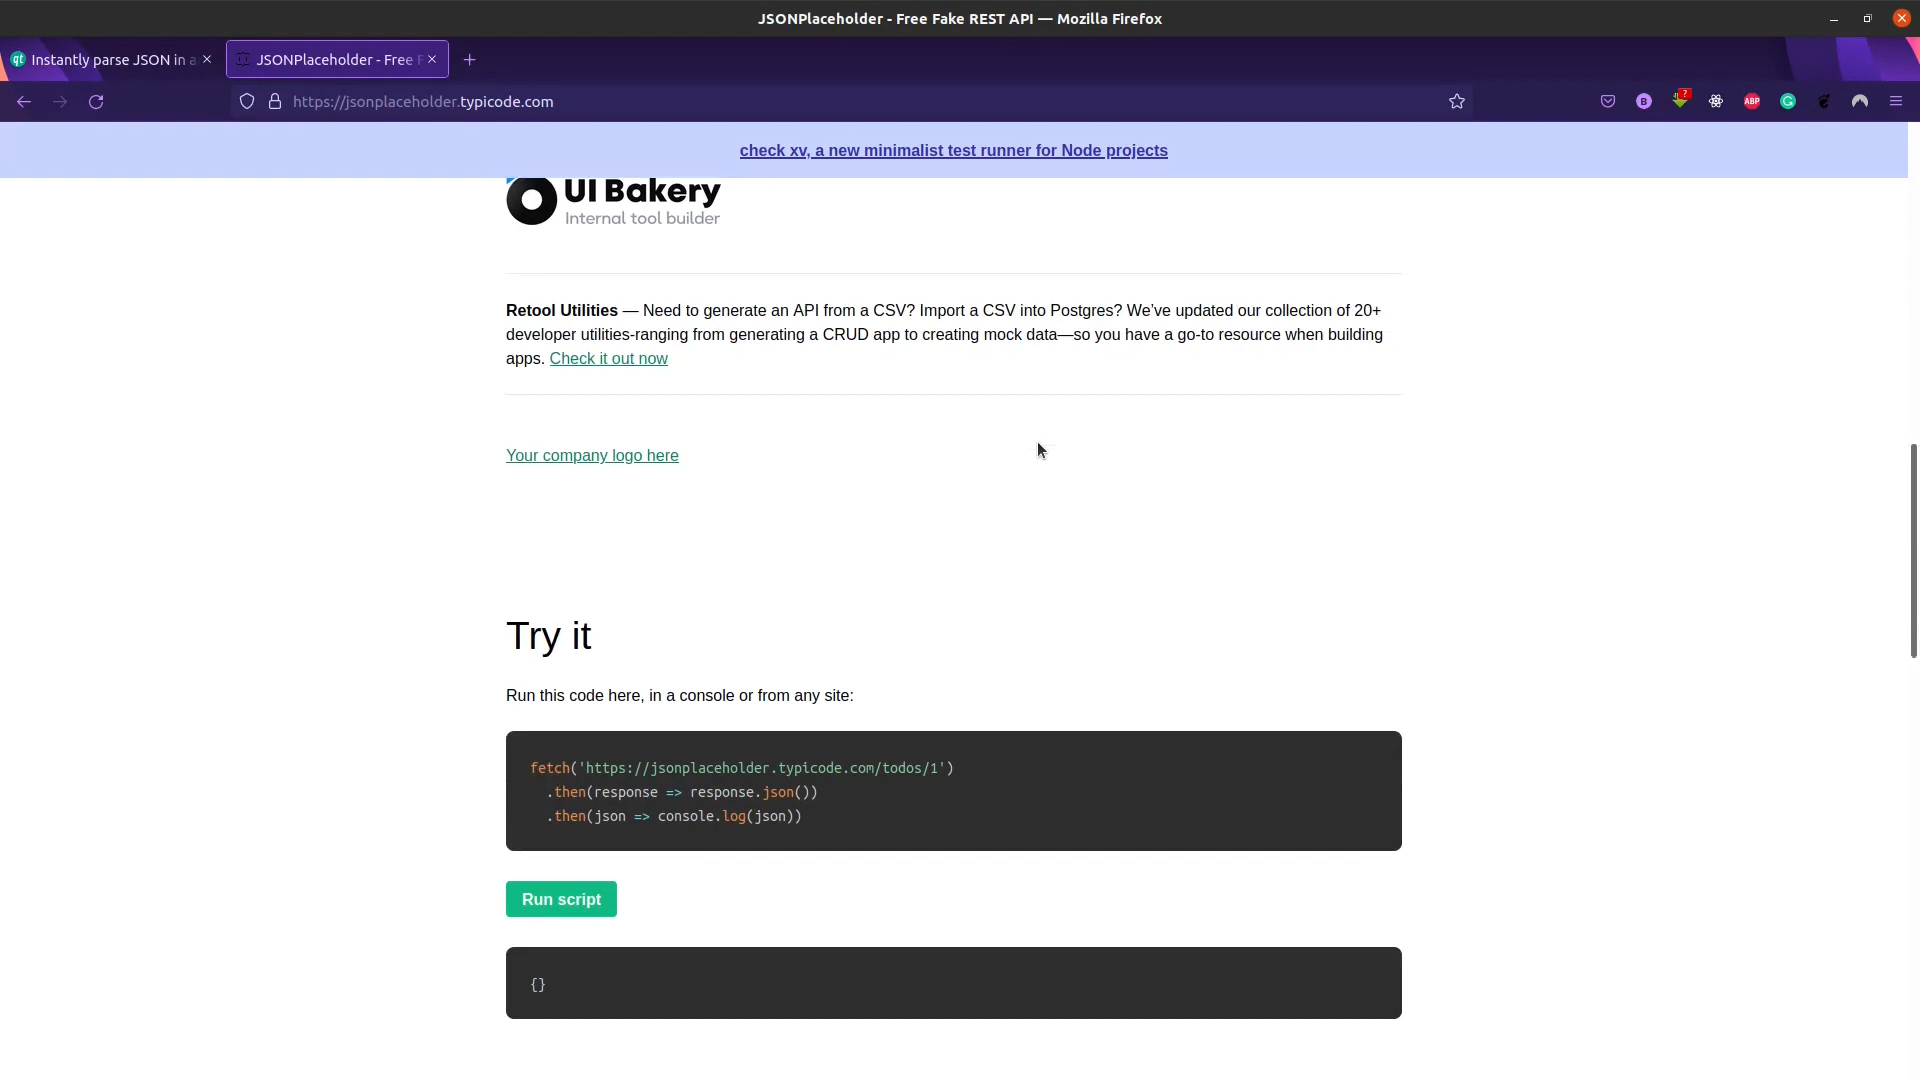 JSONPlaceholder - Free Fake REST API — Mozilla Firefox
qt Instantly parse JSON in a
JSONPlaceholder - Free F
https://jsonplaceholder.typicode.com
B
?
ABP
check xv, a new minimalist test runner for Node projects
UI Bakery
Internal tool builder
Retool Utilities — Need to generate an API from a CSV? Import a CSV into Postgres? We’ve updated our collection of 20+
developer utilities-ranging from generating a CRUD app to creating mock data—so you have a go-to resource when building
apps. Check it out now
Your company logo here
Try it
Run this code here, in a console or from any site:
fetch('https://jsonplaceholder.typicode.com/todos/1')
.then(response => response.json())
.then(json => console.log(json))
Run script
{}